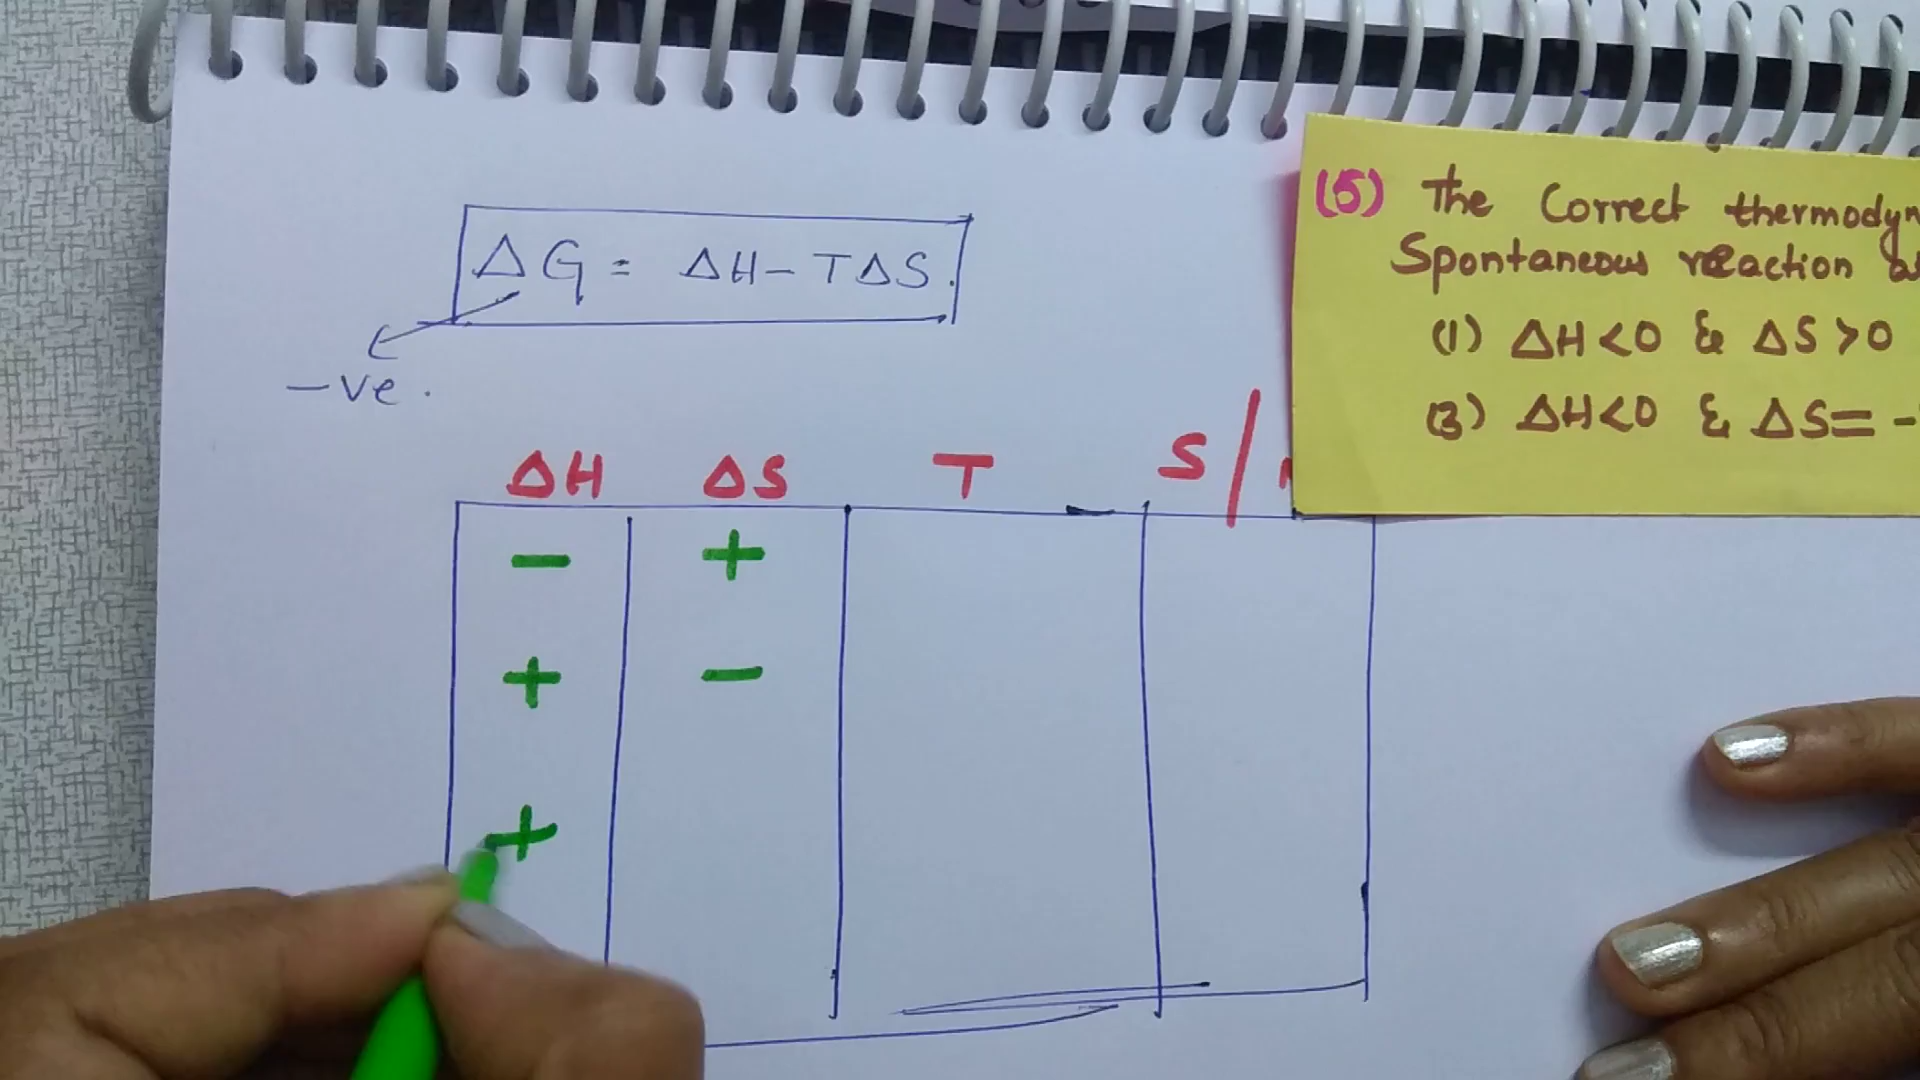 ΔG = ΔH - TΔS.
-ve.
(5) The Correct
Spontaneous reaction
(1) ΔH<0 & ΔS>0
(3) ΔH<0 & ΔS= -
ΔH ΔS T S/
- +
+ -
+